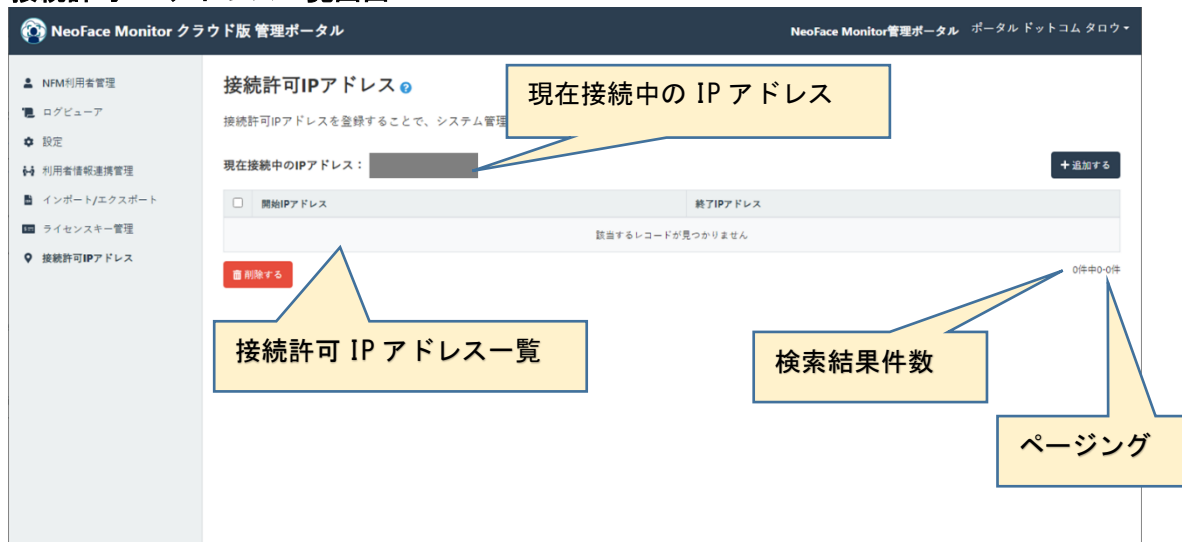 NeoFace Monitor クラウド版 管理ポータル
NeoFace Monitor管理ポータル ポータル ドットコム タロウ
NFM利用者管理
ログビューア
設定
利用者情報連携管理
インポート/エクスポート
ライセンスキー管理
接続許可IPアドレス
接続許可IPアドレス
接続許可IPアドレスを登録することで、システム管理
現在接続中の IP アドレス
現在接続中のIPアドレス：
+追加する
開始IPアドレス 終了IPアドレス
該当するレコードが見つかりません
削除する
0件中0-0件
接続許可 IP アドレス一覧
検索結果件数
ページング